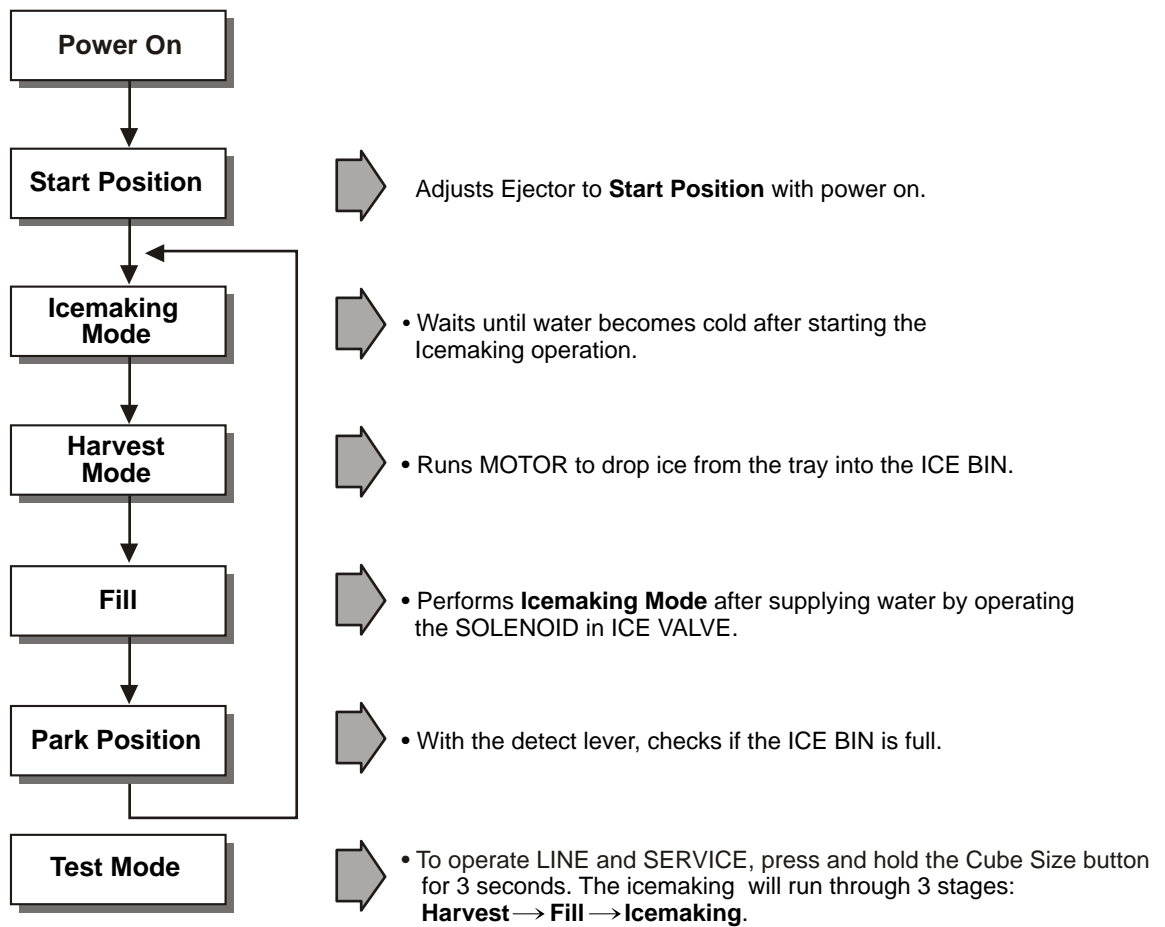 Power On
Start Position
Adjusts Ejector to Start Position with power on.
Icemaking
Mode
• Waits until water becomes cold after starting the
Icemaking operation.
Harvest
Mode
• Runs MOTOR to drop ice from the tray into the ICE BIN.
Fill
• Performs Icemaking Mode after supplying water by operating
the SOLENOID in ICE VALVE.
Park Position
• With the detect lever, checks if the ICE BIN is full.
Test Mode
• To operate LINE and SERVICE, press and hold the Cube Size button
for 3 seconds. The icemaking will run through 3 stages:
Harvest→Fill→Icemaking.